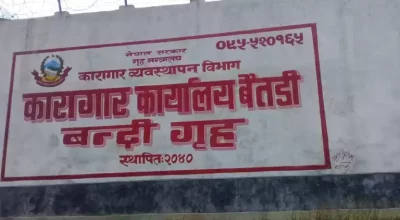 नेपाल सरकार
गृह मन्त्रालय
०९५-५२०१६५
कारागार व्यवस्थापन विभाग
कारागार कार्यालय बैतडी
बन्दी गृह
स्थापित:२०४०